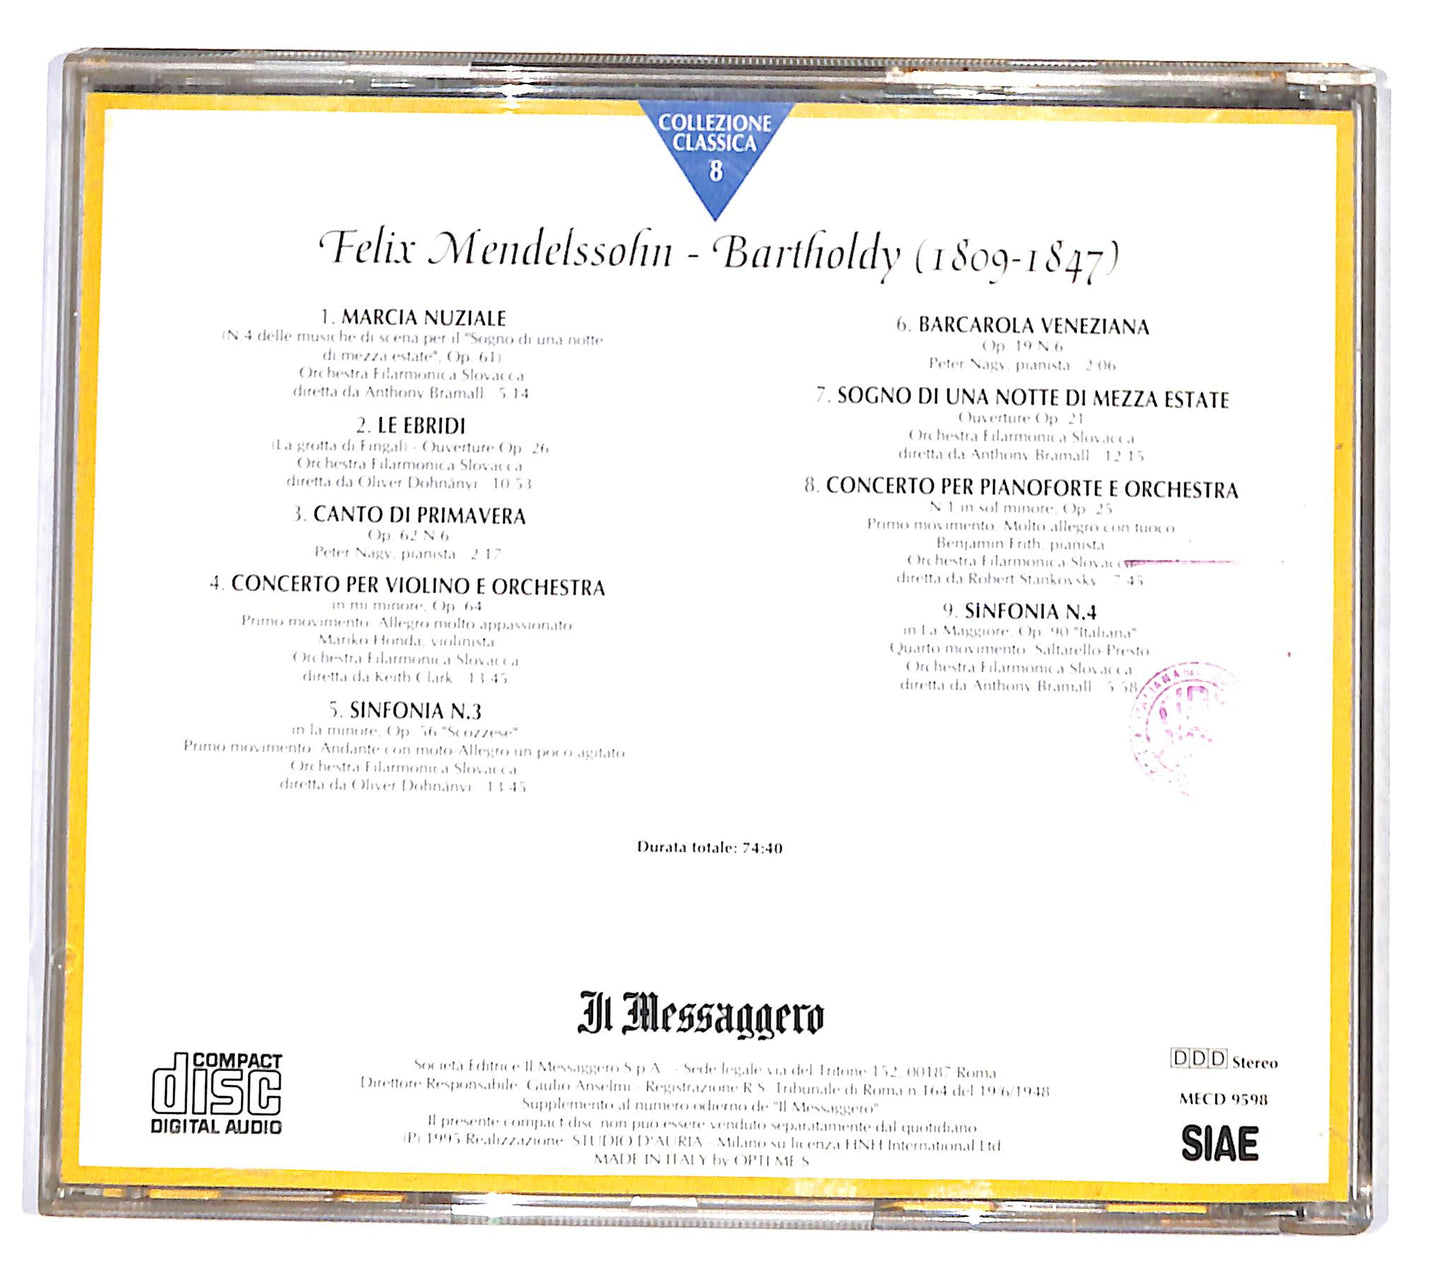 COLLEZIONE
CLASSICA
8
Felix Mendelssohn - Bartholdy (1809-1847)
1. MARCIA NUZIALE
(N 4 delle musiche di scena per il "Sogno di una notte
di mezza estate", Op. 61)
Orchestra Filarmonica Slovacca
diretta da Anthony Bramall 5 14
2. LE EBRIDI
(La grotta di Fingal) - Ouverture Op. 26
Orchestra Filarmonica Slovacca
diretta da Oliver Dohnányi 10 53
3. CANTO DI PRIMAVERA
Op. 62 N 6
Peter Nagy, pianista 2 17
4. CONCERTO PER VIOLINO E ORCHESTRA
in mi minore, Op. 64
Primo movimento: Allegro molto appassionato
Mariko Honda, violinista
Orchestra Filarmonica Slovacca
diretta da Keith Clark 13 45
5. SINFONIA N.3
in la minore, Op. 56 "Scozzese"
Primo movimento: Andante con moto-Allegro un poco agitato
Orchestra Filarmonica Slovacca
diretta da Oliver Dohnányi 13 45
6. BARCAROLA VENEZIANA
Op. 19 N.6
Peter Nagy, pianista 2:06
7. SOGNO DI UNA NOTTE DI MEZZA ESTATE
Ouverture Op. 21
Orchestra Filarmonica Slovacca
diretta da Anthony Bramall 12 15
8. CONCERTO PER PIANOFORTE E ORCHESTRA
N 1 in sol minore, Op. 25
Primo movimento: Molto allegro con fuoco
Benjamin Frith, pianista
Orchestra Filarmonica Slovacca
diretta da Robert Stankovsky 7 45
9. SINFONIA N.4
in La Maggiore, Op. 90 "Italiana"
Quarto movimento: Saltarello-Presto
Orchestra Filarmonica Slovacca
diretta da Anthony Bramall 5 58
Durata totale: 74:40
Il Messaggero
Società Editrice Il Messaggero S.p.A. - Sede legale via del Tritone 152, 00187 Roma
Direttore Responsabile: Giulio Anselmi - Registrazione R.S. Tribunale di Roma n.164 del 19/6/1948
Supplemento al numero odierno de "Il Messaggero"
Il presente compact disc non può essere venduto separatamente dal quotidiano
(P) 1995 Realizzazione: STUDIO D'AURIA - Milano su licenza HNH International Ltd
MADE IN ITALY by OPTI.ME.S
COMPACT
disc
DIGITAL AUDIO
DDD Stereo
MECD 9598
SIAE